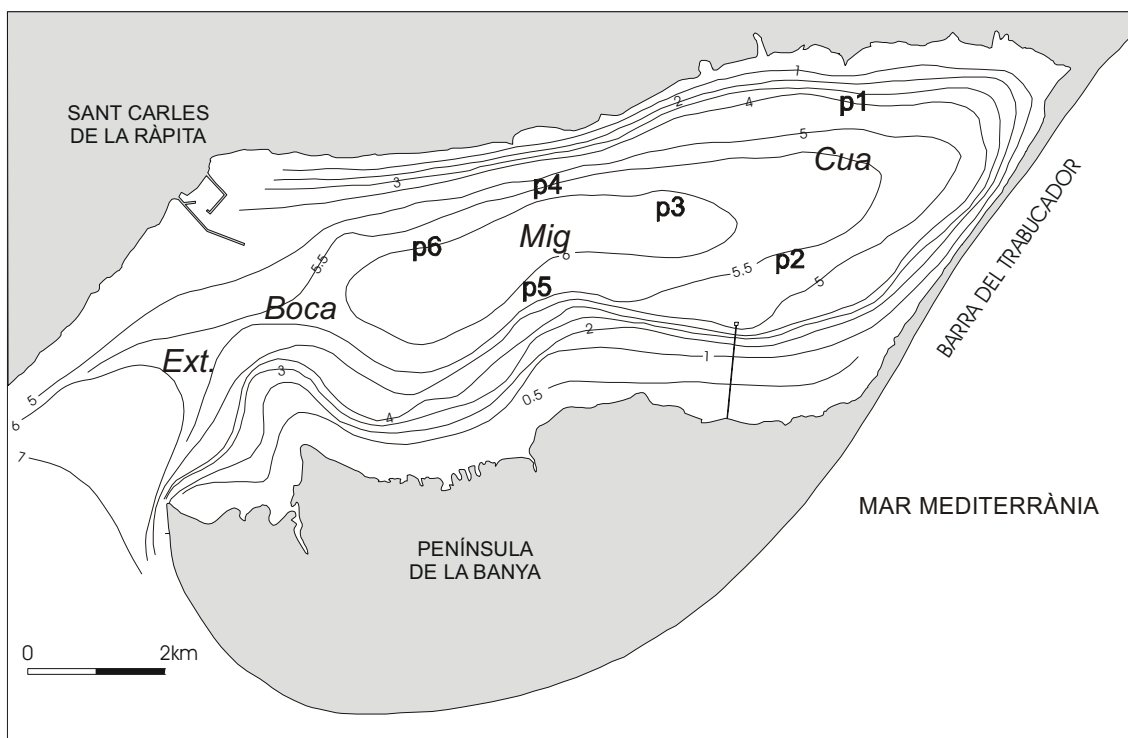 1
SANT CARLES
DE LA RÀPITA
2
4
p1
3
5
Cua
p4
p3
p6
Mig
6
5.5
p2
5.5
5
p5
Boca
2
Ext.
1
3
0.5
4
5
6
7
BARRA DEL TRABUCADOR
MAR MEDITERRÀNIA
PENÍNSULA
DE LA BANYA
0 2km